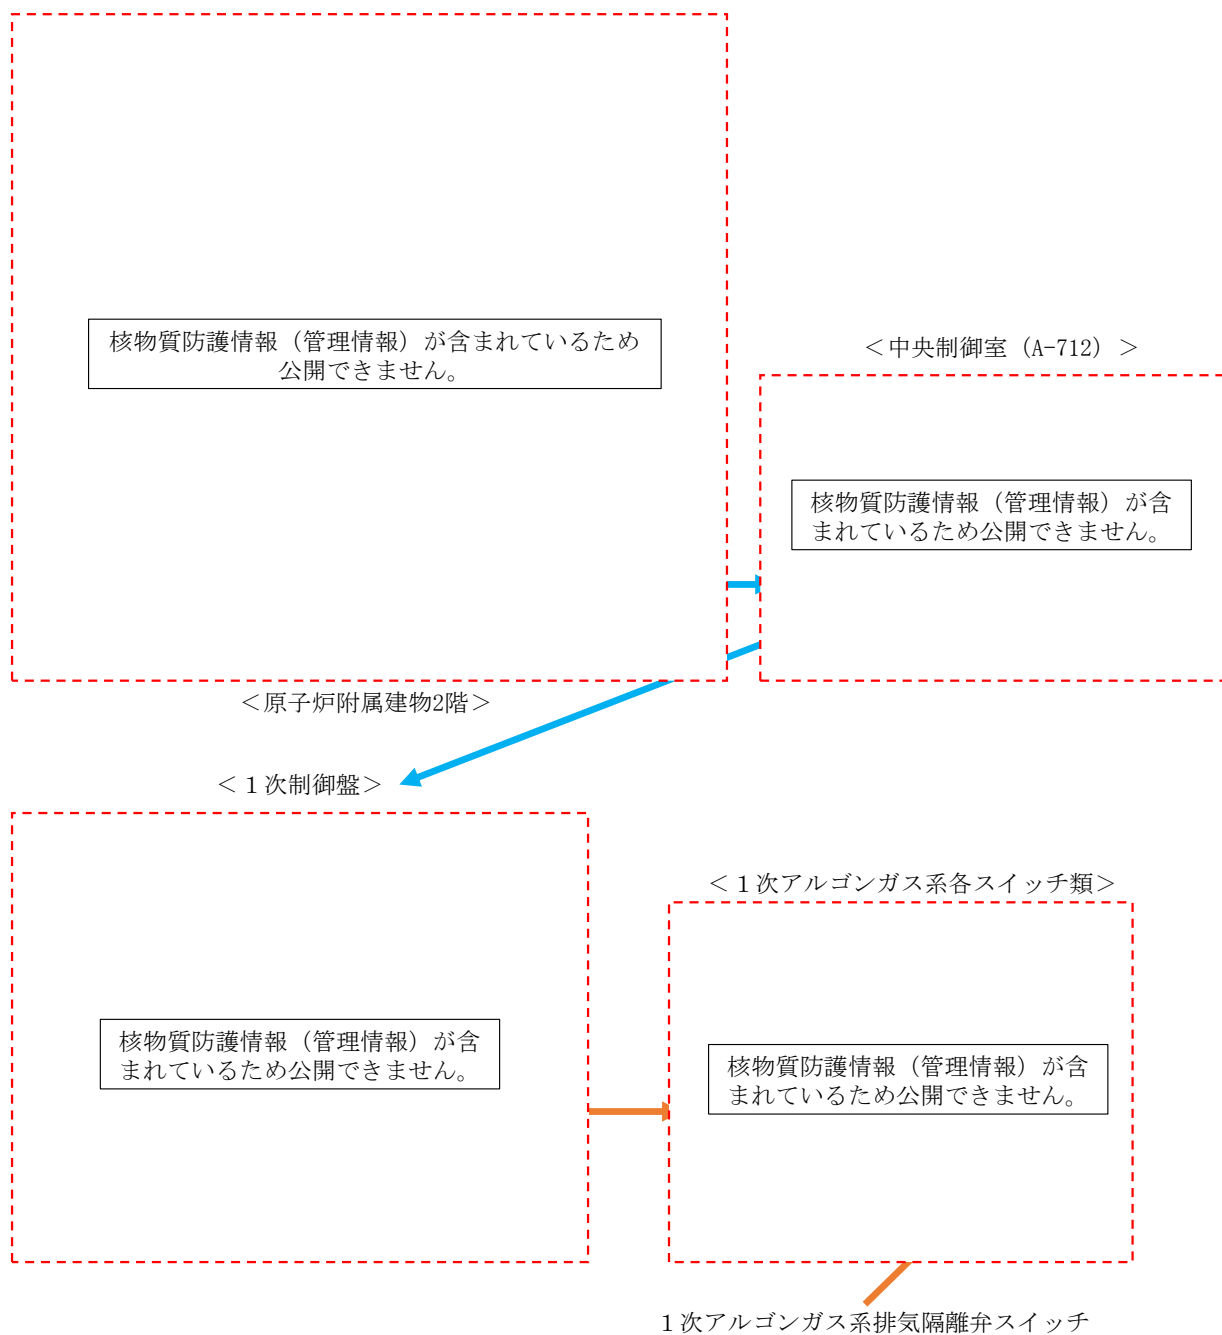 核物質防護情報（管理情報）が含まれているため
公開できません。
＜原子炉附属建物2階＞
＜中央制御室（A-712）＞
核物質防護情報（管理情報）が含
まれているため公開できません。
＜１次制御盤＞
核物質防護情報（管理情報）が含
まれているため公開できません。
＜１次アルゴンガス系各スイッチ類＞
核物質防護情報（管理情報）が含
まれているため公開できません。
１次アルゴンガス系排気隔離弁スイッチ